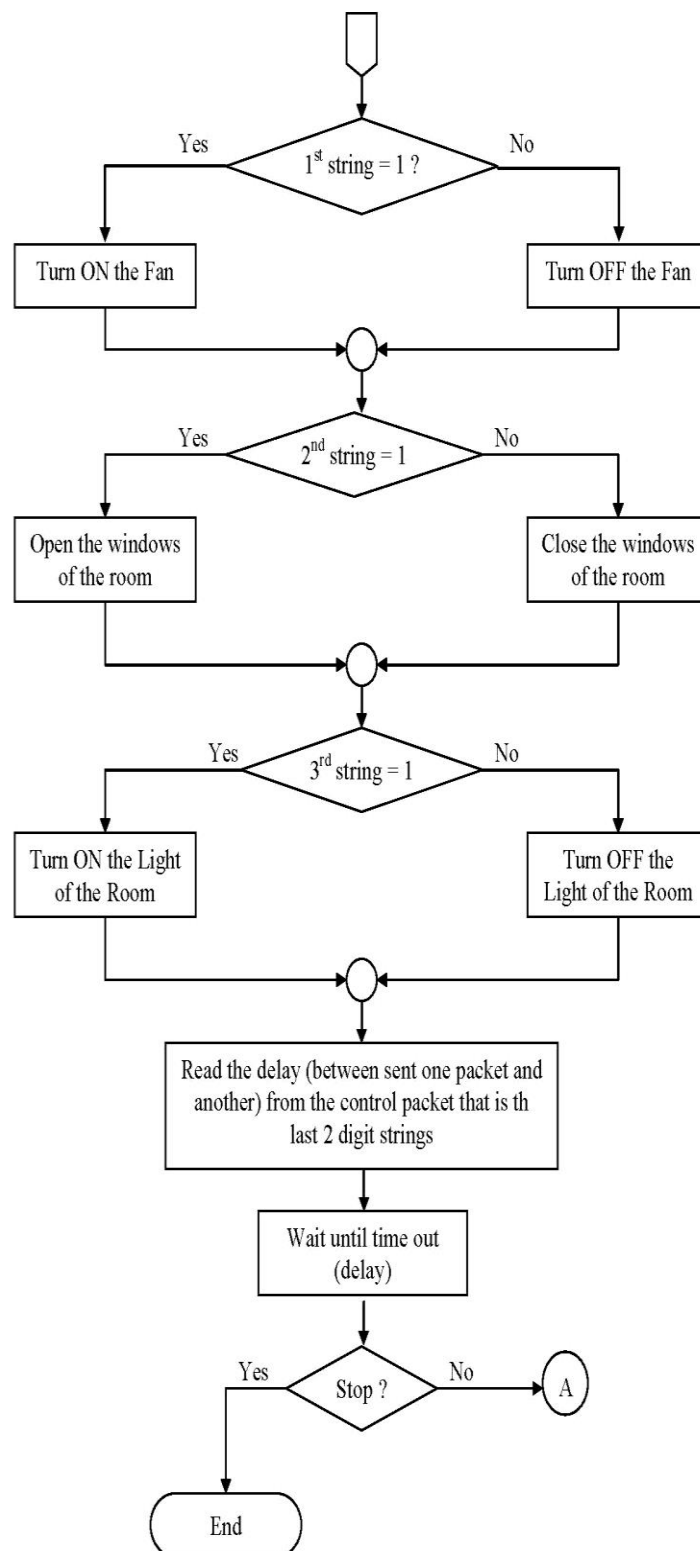 Yes
1st string = 1 ?
No
Turn ON the Fan
Turn OFF the Fan
Yes
2nd string = 1
No
Open the windows
of the room
Close the windows
of the room
Yes
3rd string = 1
No
Turn ON the Light
of the Room
Turn OFF the
Light of the Room
Read the delay (between sent one packet and
another) from the control packet that is th
last 2 digit strings
Wait until time out
(delay)
Yes
Stop ?
No
A
End